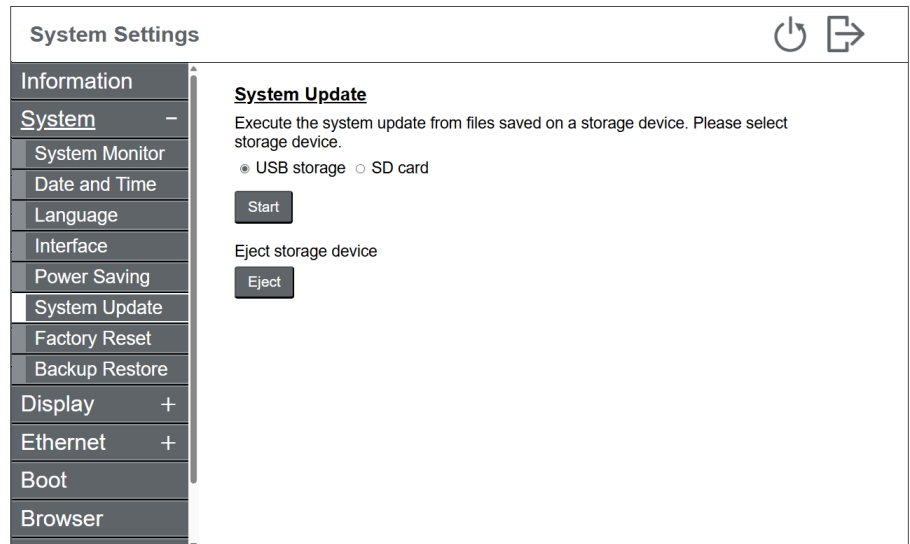 System Settings
Information
System −
System Monitor
Date and Time
Language
Interface
Power Saving
System Update
Factory Reset
Backup Restore
Display +
Ethernet +
Boot
Browser
System Update
Execute the system update from files saved on a storage device. Please select
storage device.
USB storage SD card
Start
Eject storage device
Eject